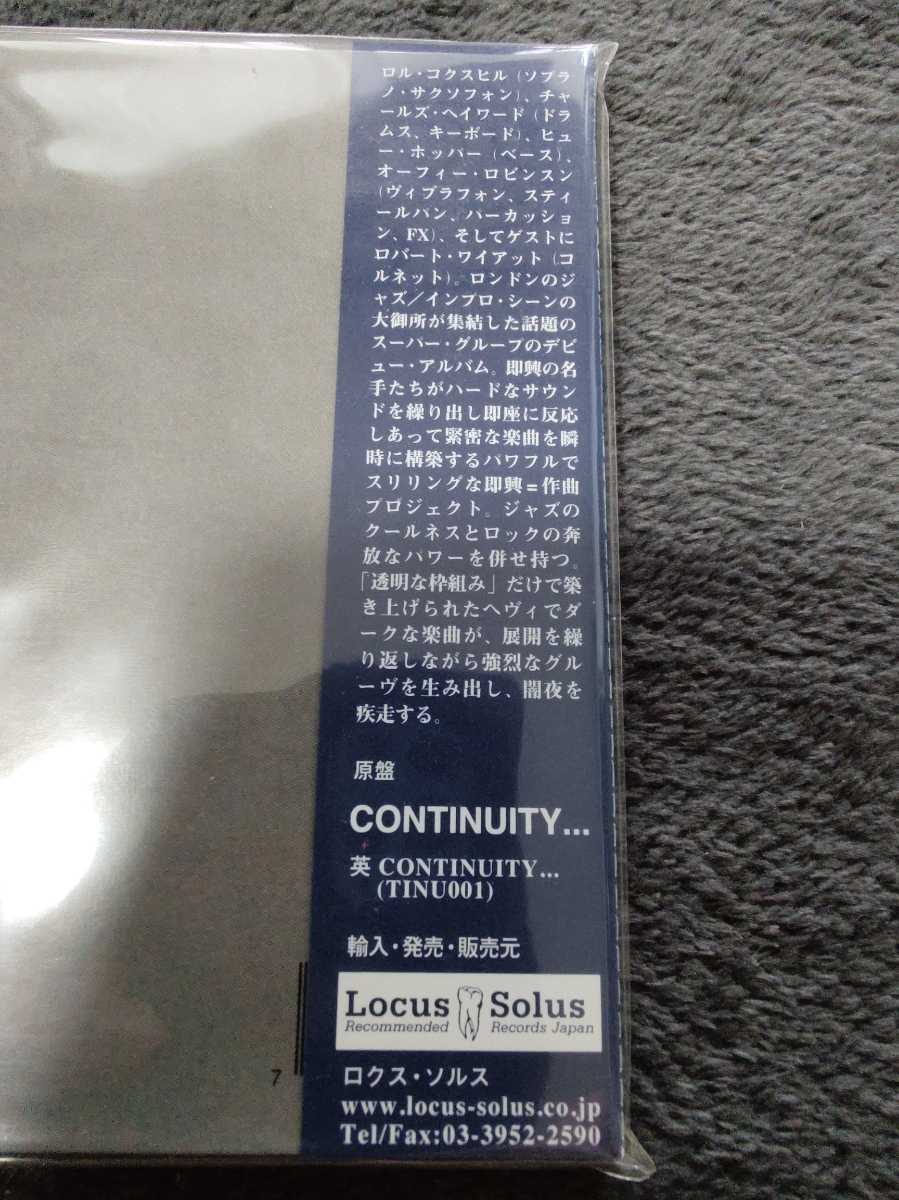 ロル・コクスヒル（ソプラ
ノ・サクソフォン）、チャ
ールズ・ヘイワード（ドラ
ムス、キーボード）、ヒュ
ー・ホッパー（ベース）、
オーフィー・ロビンスン
（ヴィブラフォン、スティ
ールパン、パーカッショ
ン、FX）、そしてゲストに
ロバート・ワイアット（コ
ルネット）。ロンドンのジ
ャズ／インプロ・シーンの
大御所が集結した話題の
スーパー・グループのデビ
ュー・アルバム。即興の名
手たちがハードなサウン
ドを繰り出し即座に反応
しあって緊密な楽曲を瞬
時に構築するパワフルで
スリリングな即興＝作曲
プロジェクト。ジャズの
クールネスとロックの奔
放なパワーを併せ持つ。
「透明な枠組み」だけで築
き上げられたヘヴィでダ
ークな楽曲が、展開を繰
り返しながら強烈なグル
ーヴを生み出し、闇夜を
疾走する。
原盤
CONTINUITY...
英 CONTINUITY...
(TINU001)
輸入・発売・販売元
Locus Solus
Recommended Records Japan
ロクス・ソルス
www.locus-solus.co.jp
Tel/Fax:03-3952-2590
7